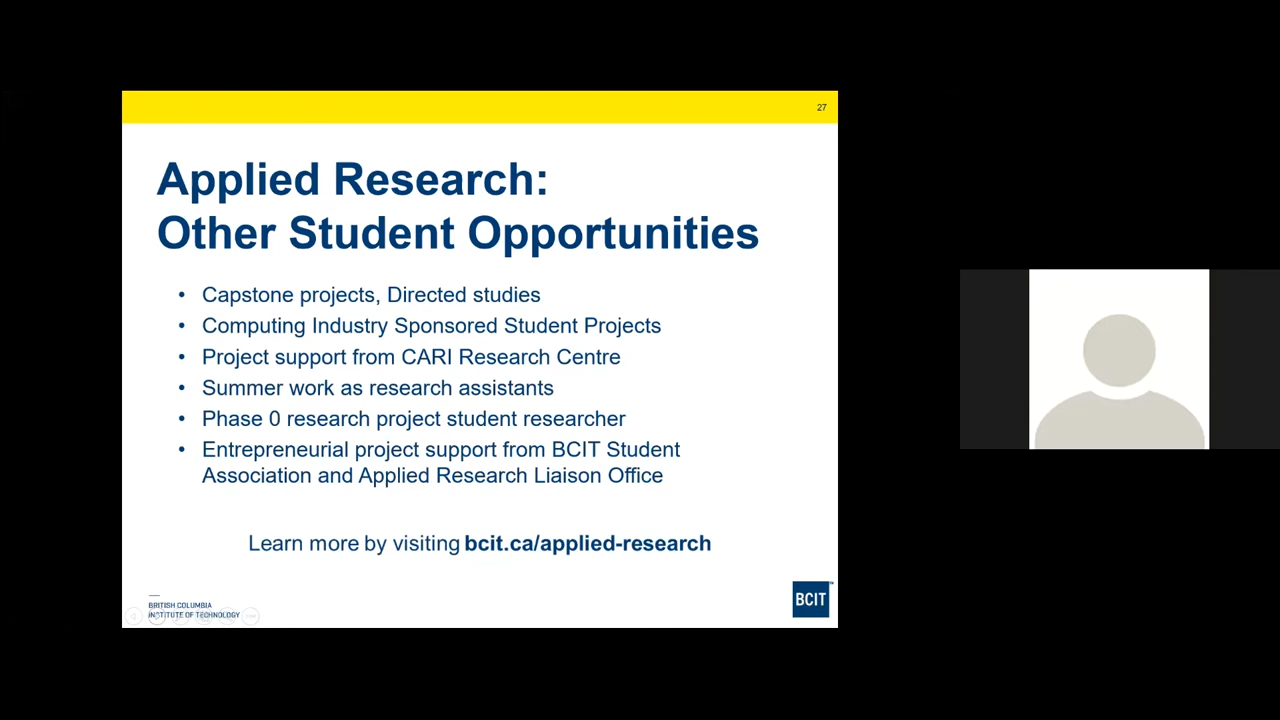 27
Applied Research:
Other Student Opportunities
• Capstone projects, Directed studies
• Computing Industry Sponsored Student Projects
• Project support from CARI Research Centre
• Summer work as research assistants
• Phase 0 research project student researcher
• Entrepreneurial project support from BCIT Student
Association and Applied Research Liaison Office
Learn more by visiting bcit.ca/applied-research
BRITISH COLUMBIA
INSTITUTE OF TECHNOLOGY
BCIT™